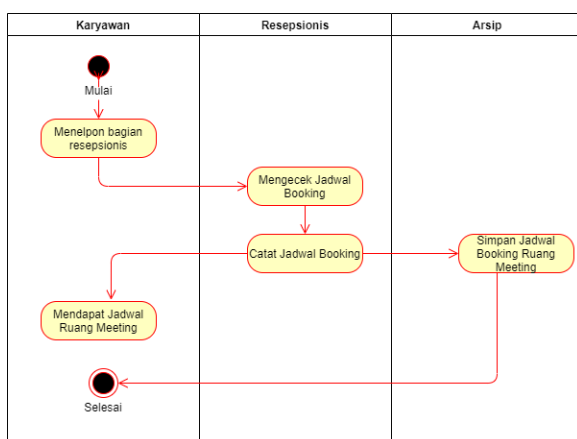 Karyawan
Resepsionis
Arsip
Mulai
Menelpon bagian
resepsionis
Mengecek Jadwal
Booking
Catat Jadwal Booking
Simpan Jadwal
Booking Ruang
Meeting
Mendapat Jadwal
Ruang Meeting
Selesai